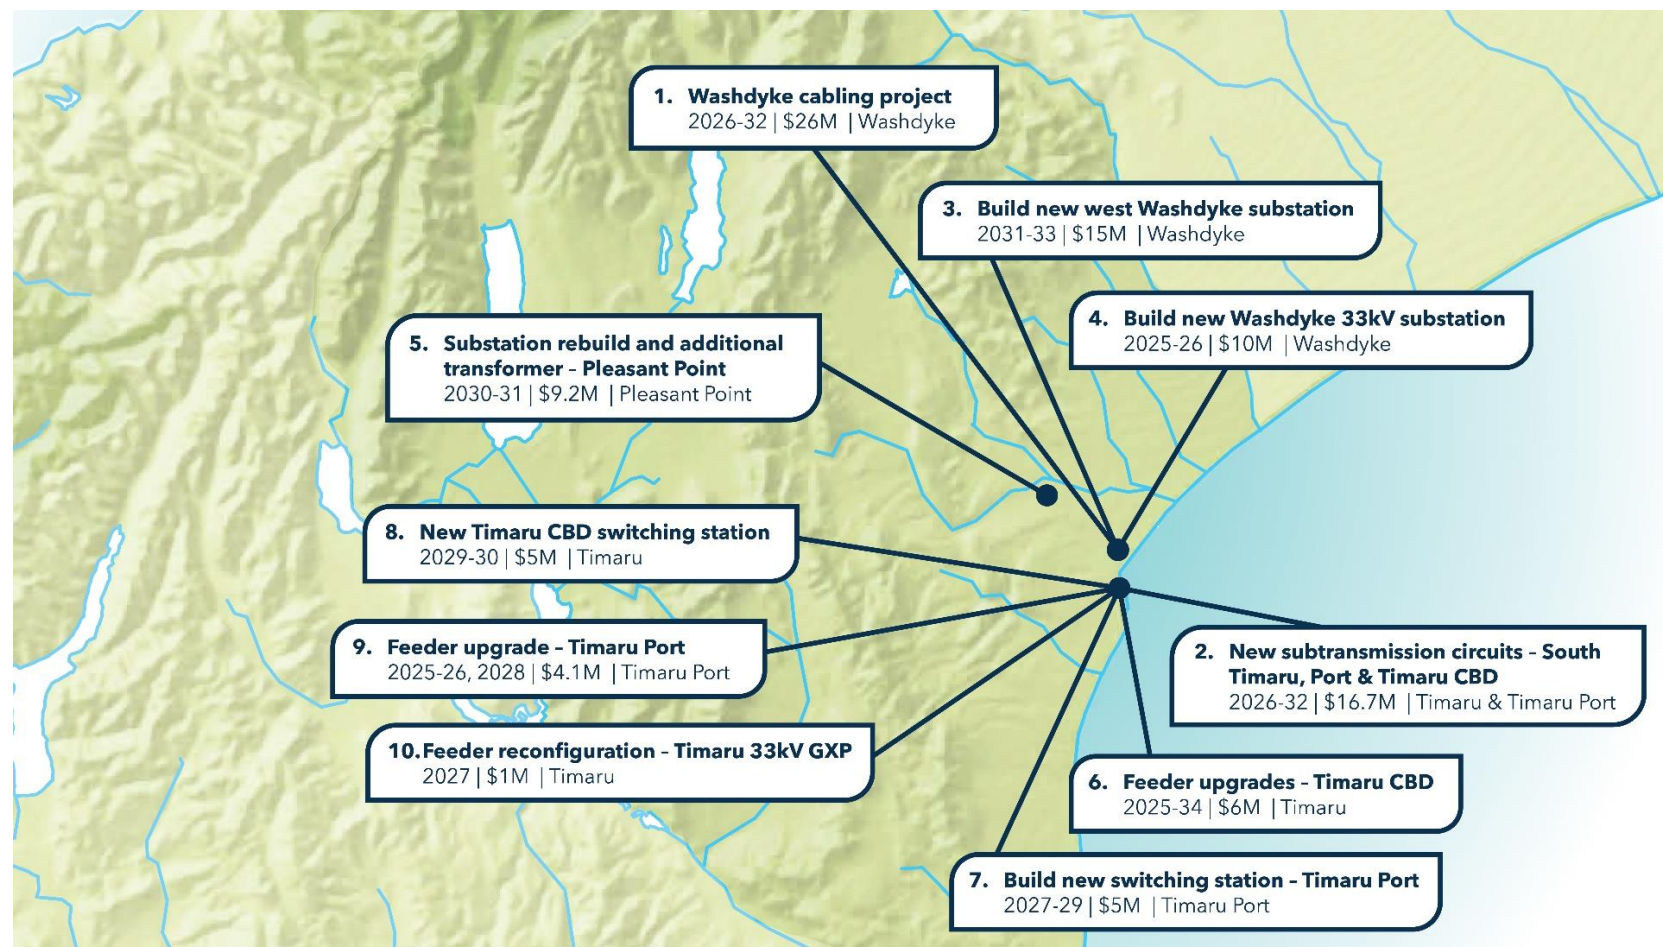 1. Washdyke cabling project
2026-32 | $26M | Washdyke
3. Build new west Washdyke substation
2031-33 | $15M | Washdyke
4. Build new Washdyke 33kV substation
2025-26 | $10M | Washdyke
5. Substation rebuild and additional
transformer – Pleasant Point
2030-31 | $9.2M | Pleasant Point
8. New Timaru CBD switching station
2029-30 | $5M | Timaru
9. Feeder upgrade – Timaru Port
2025-26, 2028 | $4.1M | Timaru Port
2. New subtransmission circuits – South
Timaru, Port & Timaru CBD
2026-32 | $16.7M | Timaru & Timaru Port
10. Feeder reconfiguration – Timaru 33kV GXP
2027 | $1M | Timaru
6. Feeder upgrades – Timaru CBD
2025-34 | $6M | Timaru
7. Build new switching station – Timaru Port
2027-29 | $5M | Timaru Port